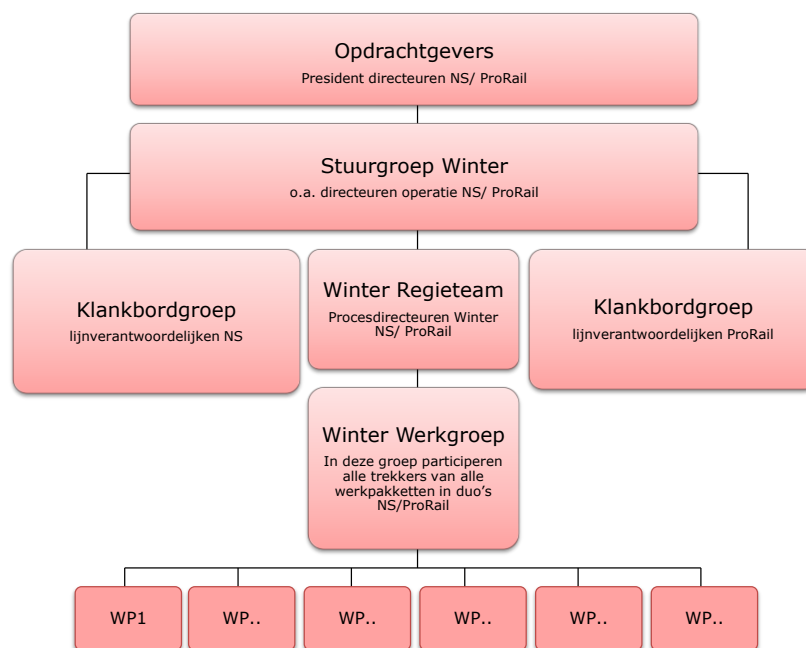 Opdrachtgevers
President directeuren NS/ ProRail
Stuurgroep Winter
o.a. directeuren operatie NS/ ProRail
Klankbordgroep
lijnverantwoordelijken NS
Winter Regieteam
Procesdirecteuren Winter
NS/ ProRail
Klankbordgroep
lijnverantwoordelijken ProRail
Winter Werkgroep
In deze groep participeren
alle trekkers van alle
werkpakketten in duo's
NS/ProRail
WP1
WP..
WP..
WP..
WP..
WP..